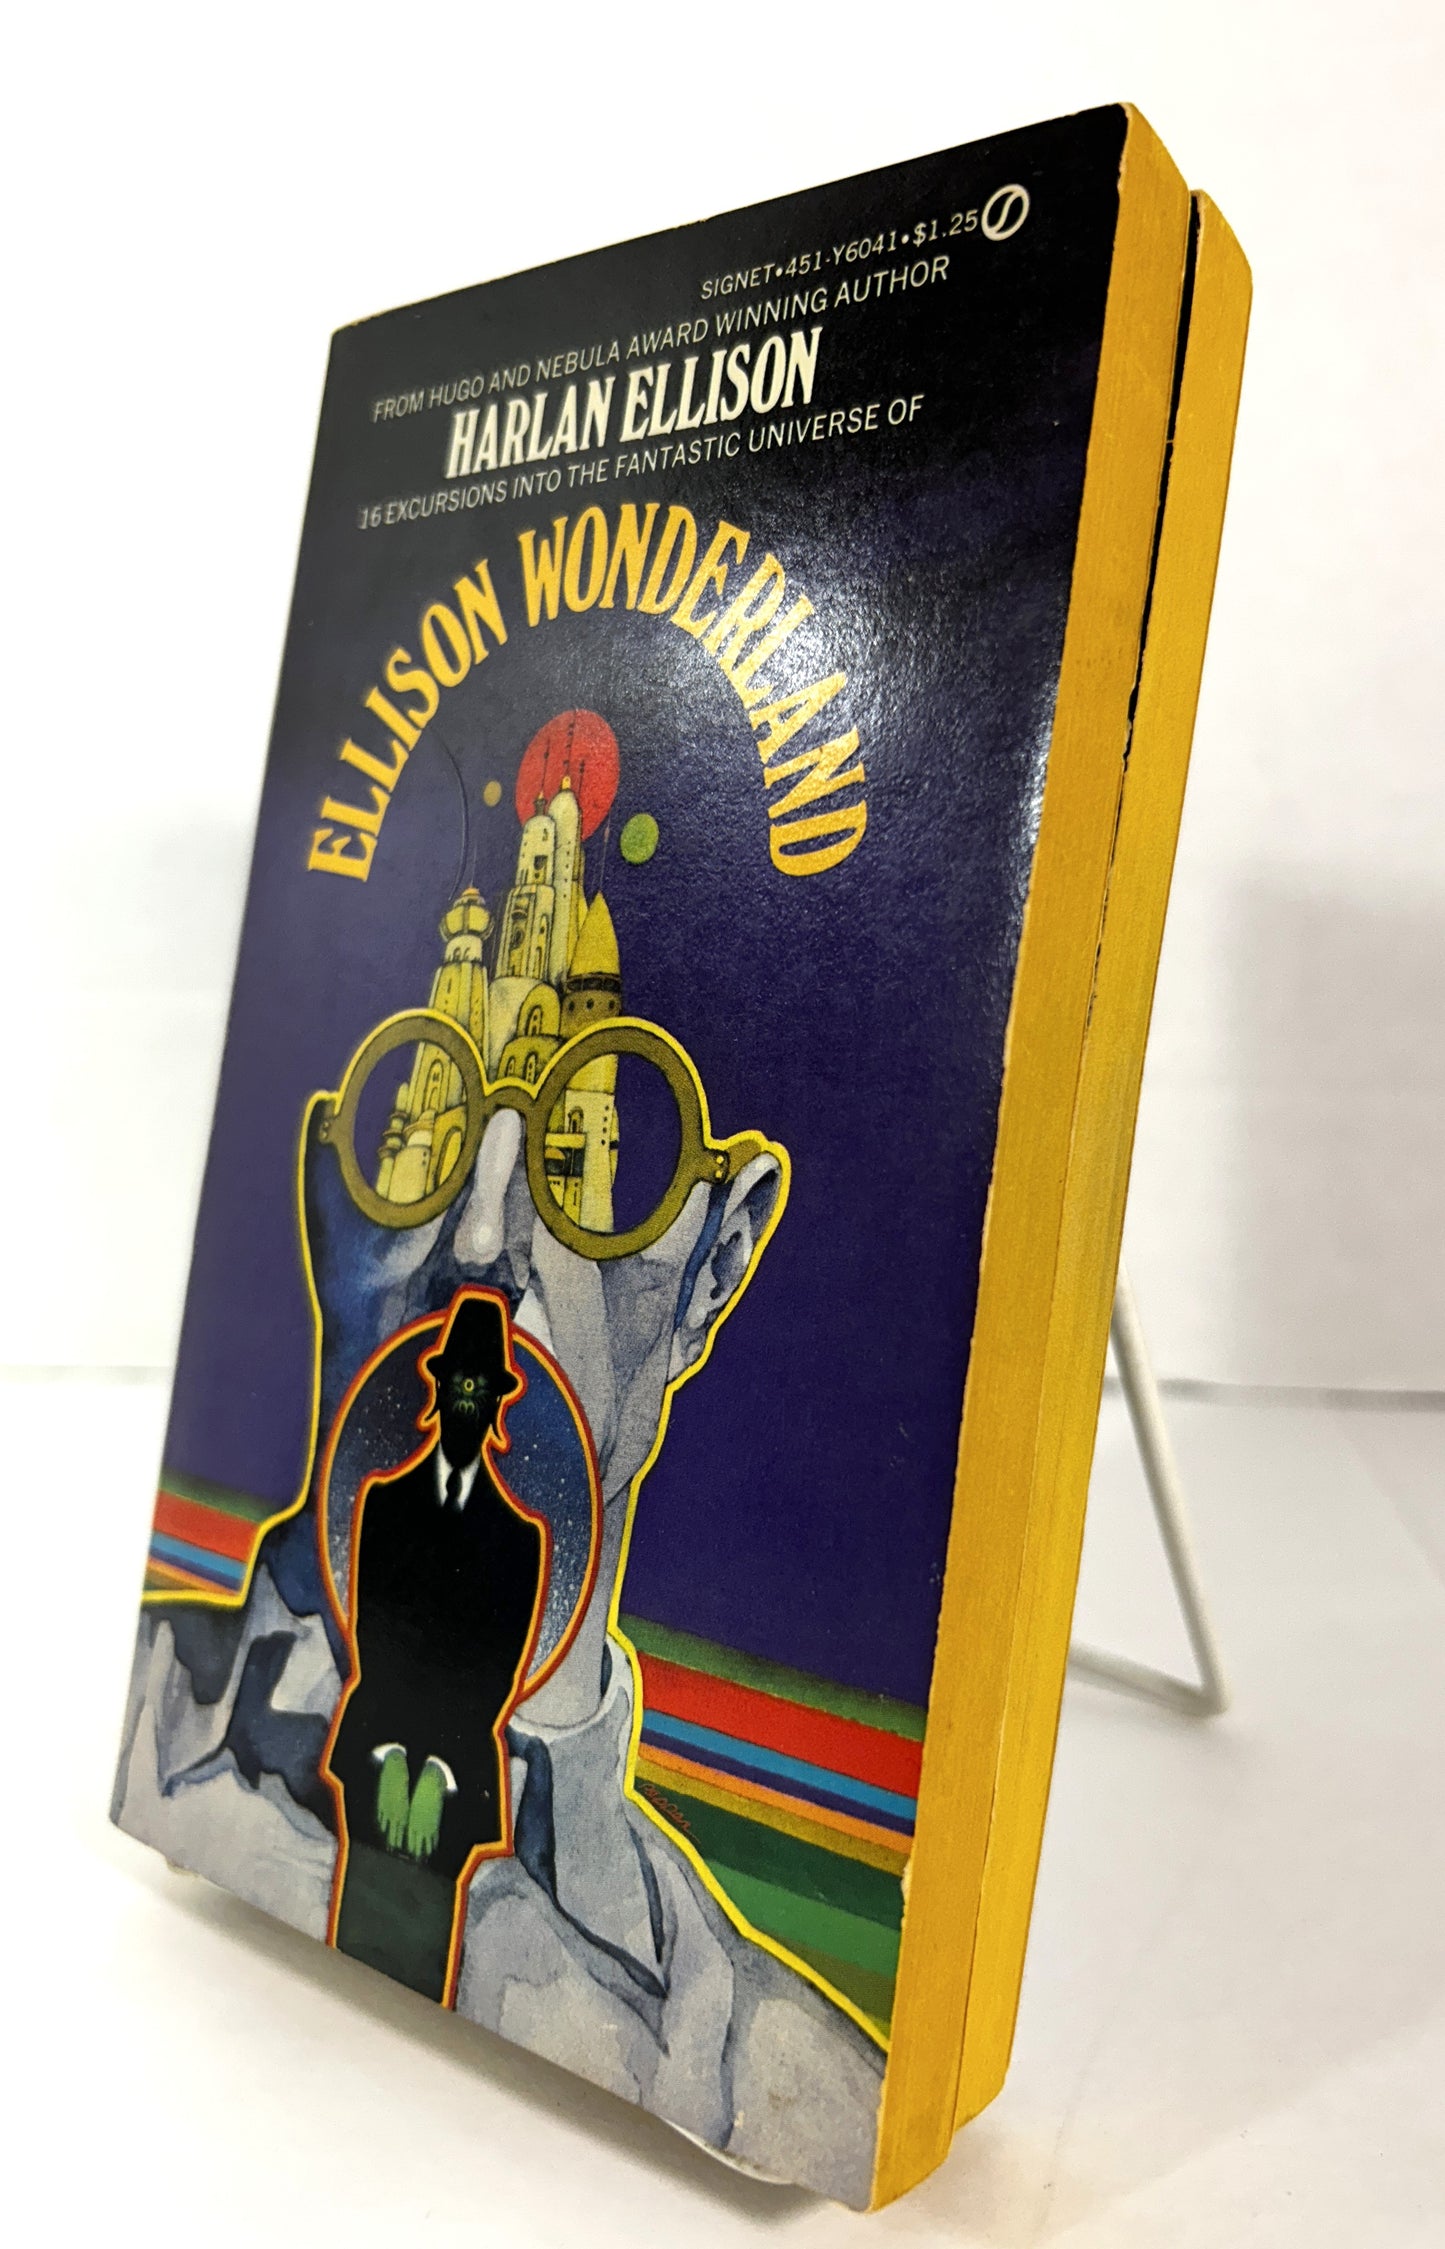 SIGNET•451-Y6041•$1.25
FROM HUGO AND NEBULA AWARD WINNING AUTHOR
HARLAN ELLISON
16 EXCURSIONS INTO THE FANTASTIC UNIVERSE OF
ELLISON WONDERLAND